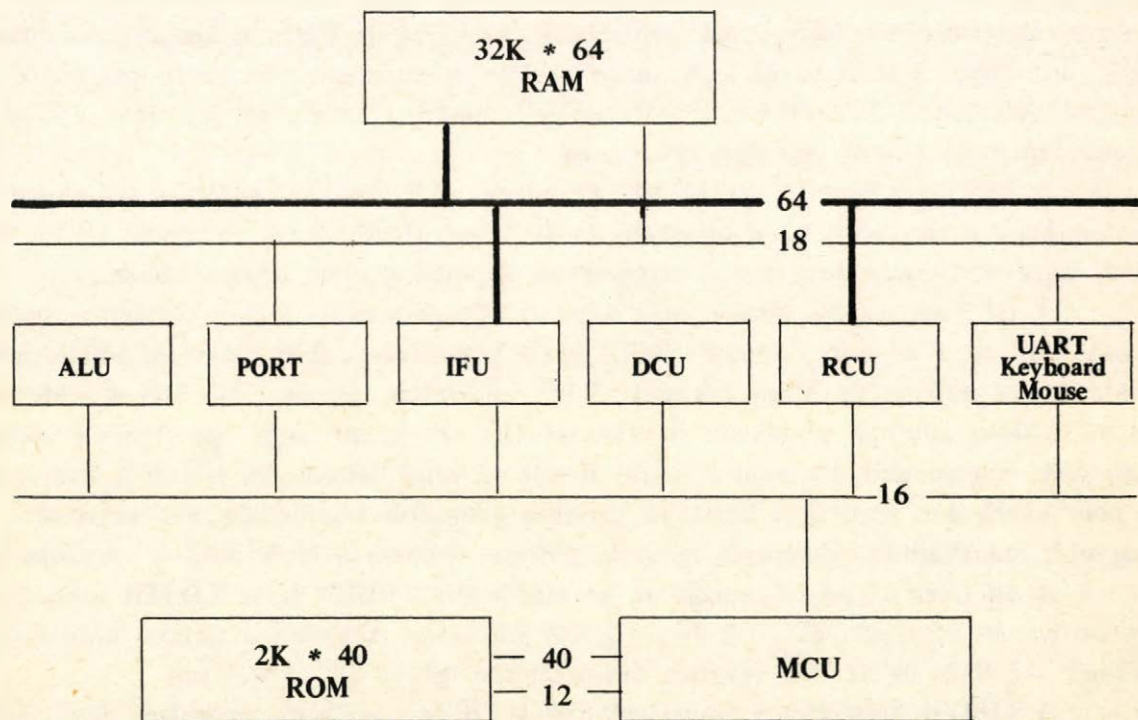 32K * 64
RAM
64
18
ALU
PORT
IFU
DCU
RCU
UART
Keyboard
Mouse
16
2K * 40
ROM
40
12
MCU